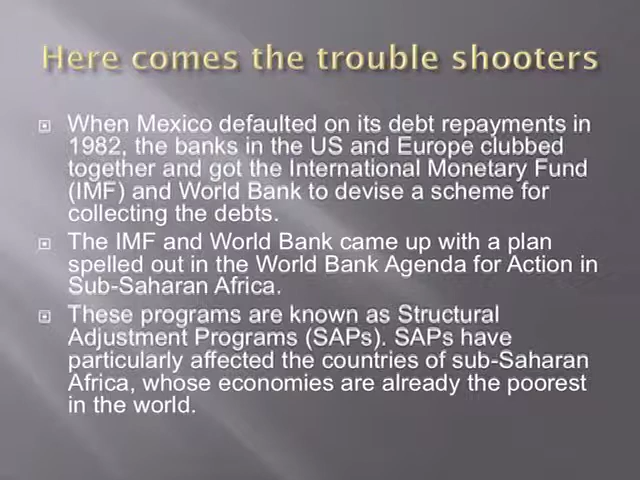 Here comes the trouble shooters
When Mexico defaulted on its debt repayments in
1982, the banks in the US and Europe clubbed
together and got the International Monetary Fund
(IMF) and World Bank to devise a scheme for
collecting the debts.
The IMF and World Bank came up with a plan
spelled out in the World Bank Agenda for Action in
Sub-Saharan Africa.
These programs are known as Structural
Adjustment Programs (SAPs). SAPs have
particularly affected the countries of sub-Saharan
Africa, whose economies are already the poorest
in the world.